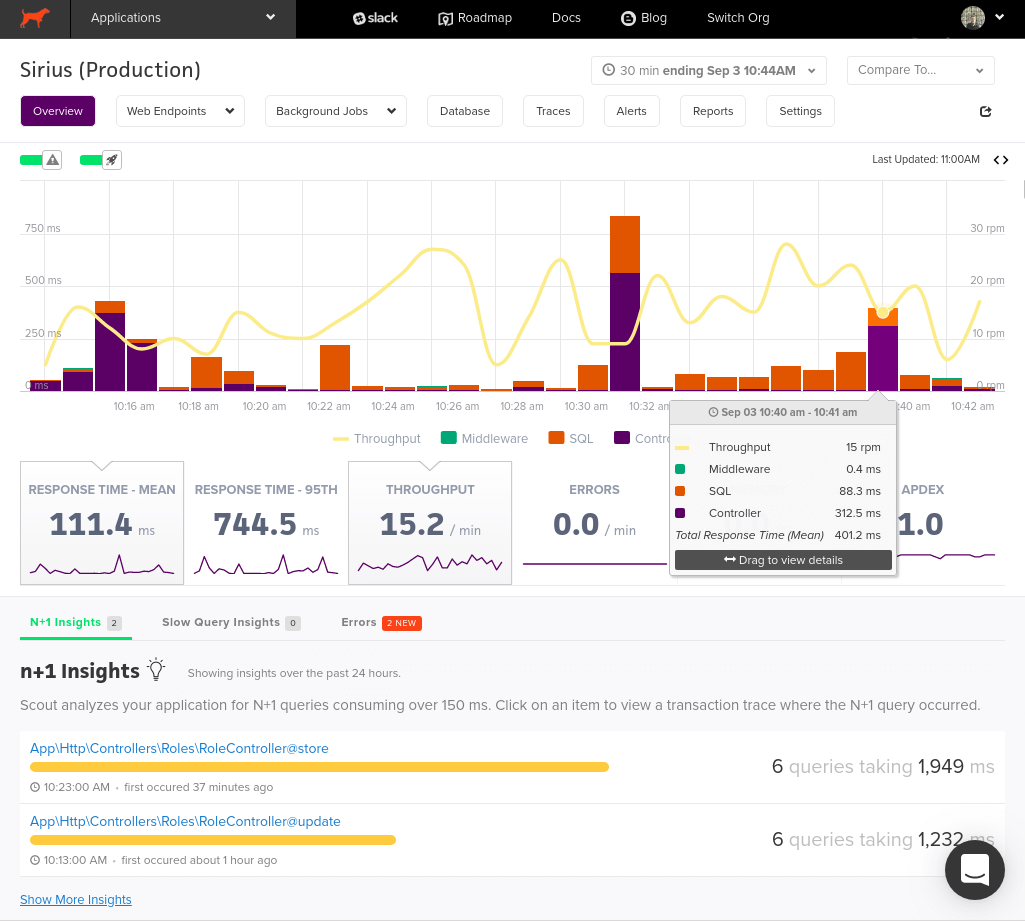 Applications
slack
Roadmap
Docs
Blog
Switch Org
Sirius (Production)
30 min ending Sep 3 10:44AM
Compare To...
Overview
Web Endpoints
Background Jobs
Database
Traces
Alerts
Reports
Settings
Last Updated: 11:00AM
750 ms
30 rpm
500 ms
20 rpm
250 ms
10 rpm
0 ms
0 rpm
10:16 am
10:18 am
10:20 am
10:22 am
10:24 am
10:26 am
10:28 am
10:30 am
10:32 am
:40 am
10:42 am
Throughput
Middleware
SQL
Contro
Sep 03 10:40 am - 10:41 am
Throughput 15 rpm
Middleware 0.4 ms
SQL 88.3 ms
Controller 312.5 ms
Total Response Time (Mean) 401.2 ms
Drag to view details
RESPONSE TIME - MEAN
111.4 ms
RESPONSE TIME - 95TH
744.5 ms
THROUGHPUT
15.2 / min
ERRORS
0.0 / min
APDEX
1.0
N+1 Insights 2
Slow Query Insights 0
Errors 2 NEW
n+1 Insights
Showing insights over the past 24 hours.
Scout analyzes your application for N+1 queries consuming over 150 ms. Click on an item to view a transaction trace where the N+1 query occurred.
App\Http\Controllers\Roles\RoleController@store
6 queries taking 1,949 ms
10:23:00 AM • first occured 37 minutes ago
App\Http\Controllers\Roles\RoleController@update
6 queries taking 1,232 ms
10:13:00 AM • first occured about 1 hour ago
Show More Insights